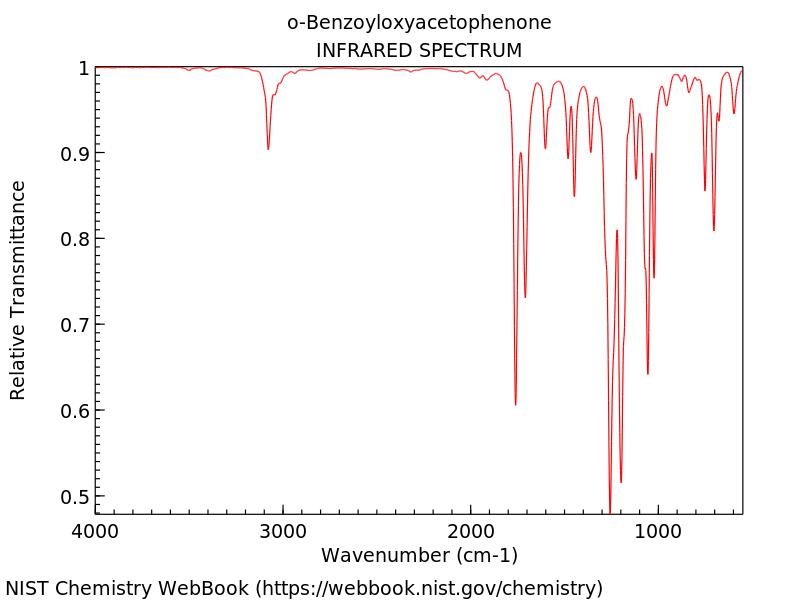 o-Benzoyloxyacetophenone
INFRARED SPECTRUM
1
0.9
0.8
0.7
0.6
0.5
Relative Transmittance
4000 3000 2000 1000
Wavenumber (cm-1)
NIST Chemistry WebBook (https://webbook.nist.gov/chemistry)